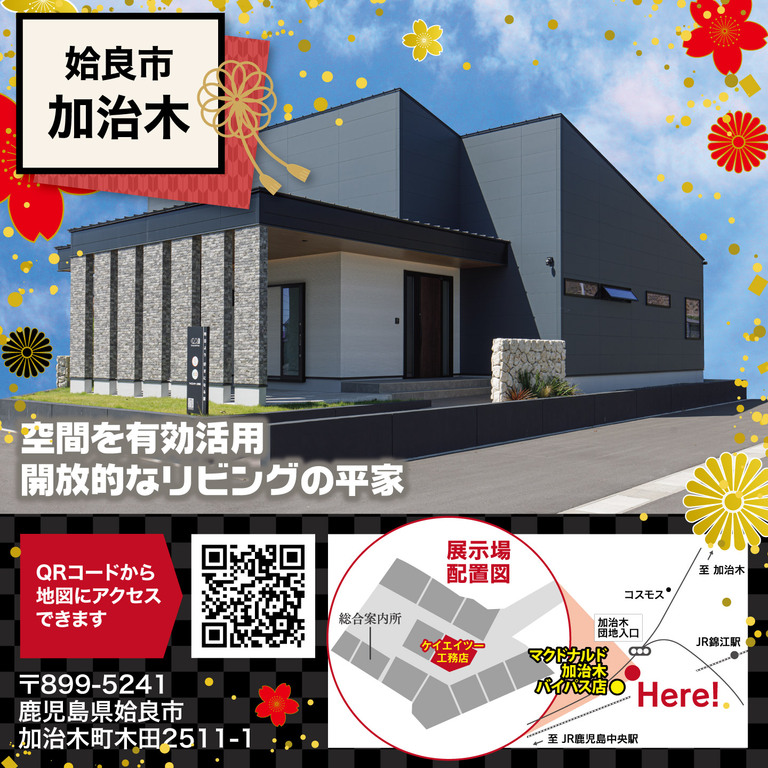 姶良市
加治木
空間を有効活用
開放的なリビングの平家
QRコードから
地図にアクセス
できます
〒899-5241
鹿児島県姶良市
加治木町木田2511-1
展示場
配置図
総合案内所
ケイエイツー
工務店
至 加治木
コスモス
加治木
団地入口
JR錦江駅
マクドナルド
加治木
バイパス店
Here!
至 JR鹿児島中央駅